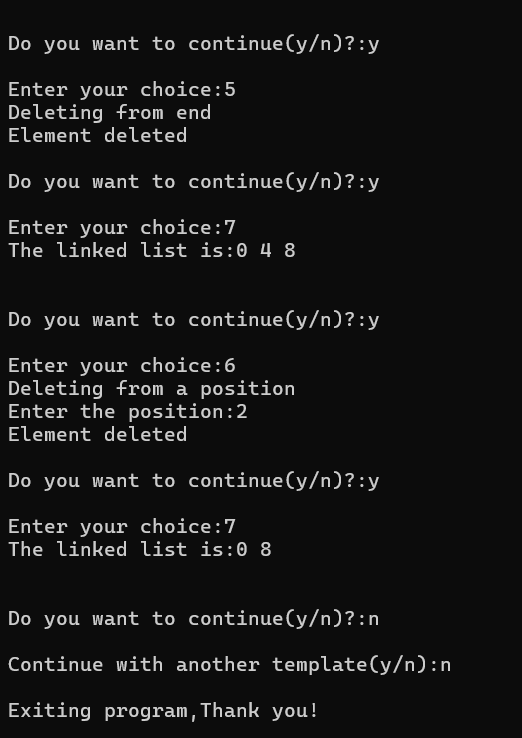 Do you want to continue(y/n)?:y
Enter your choice:5
Deleting from end
Element deleted
Do you want to continue(y/n)?:y
Enter your choice:7
The linked list is:0 4 8
Do you want to continue(y/n)?:y
Enter your choice:6
Deleting from a position
Enter the position:2
Element deleted
Do you want to continue(y/n)?:y
Enter your choice:7
The linked list is:0 8
Do you want to continue(y/n)?:n
Continue with another template(y/n):n
Exiting program,Thank you!